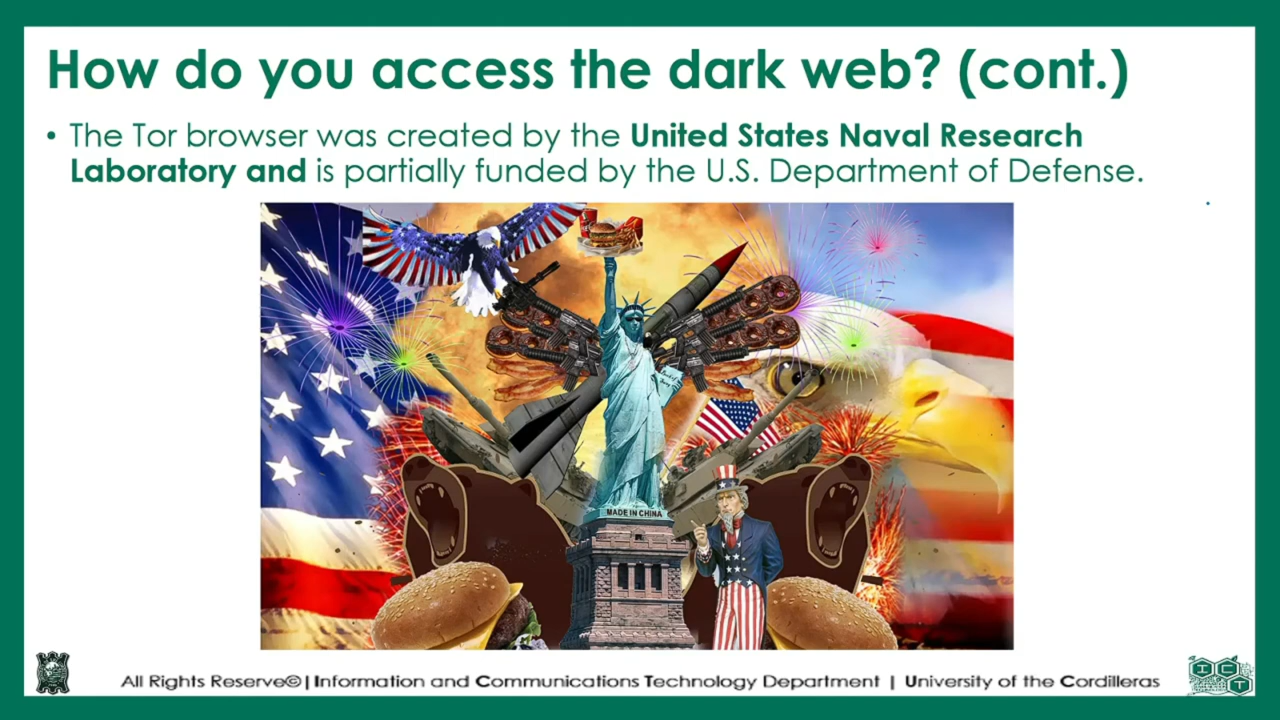 How do you access the dark web? (cont.)
• The Tor browser was created by the United States Naval Research
Laboratory and is partially funded by the U.S. Department of Defense.
MADE IN CHINA
All Rights Reserve©| Information and Communications Technology Department | University of the Cordilleras
I C
T